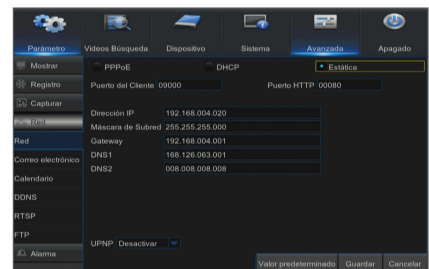 Parámetro Videos Búsqueda Dispositivo Sistema Avanzada Apagado
Mostrar
Registro
Capturar
Red
Red
Correo electrónico
Calendario
DDNS
RTSP
FTP
Alarma
PPPoE DHCP Estática
Puerto del Cliente 09000 Puerto HTTP 00080
Dirección IP 192.168.004.020
Máscara de Subred 255.255.255.000
Gateway 192.168.004.001
DNS1 168.126.063.001
DNS2 008.008.008.008
UPNP Desactivar
Valor predeterminado Guardar Cancelar